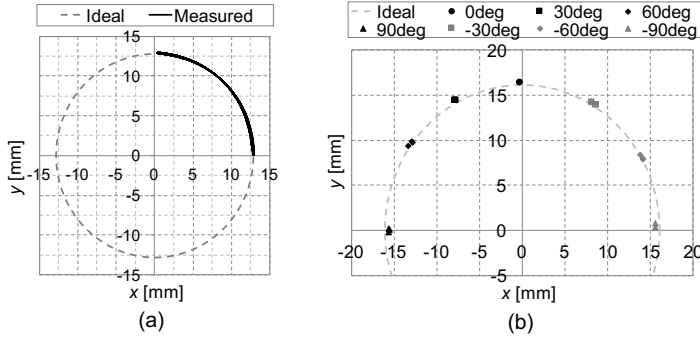 Ideal Measured
15
10
5
0
-5
-10
-15
-15 -10 -5 0 5 10 15
y [mm]
x [mm]
(a)
Ideal 0deg 30deg 60deg
90deg -30deg -60deg -90deg
20
15
10
5
0
-5
-20 -15 -10 -5 0 5 10 15 20
y [mm]
x [mm]
(b)